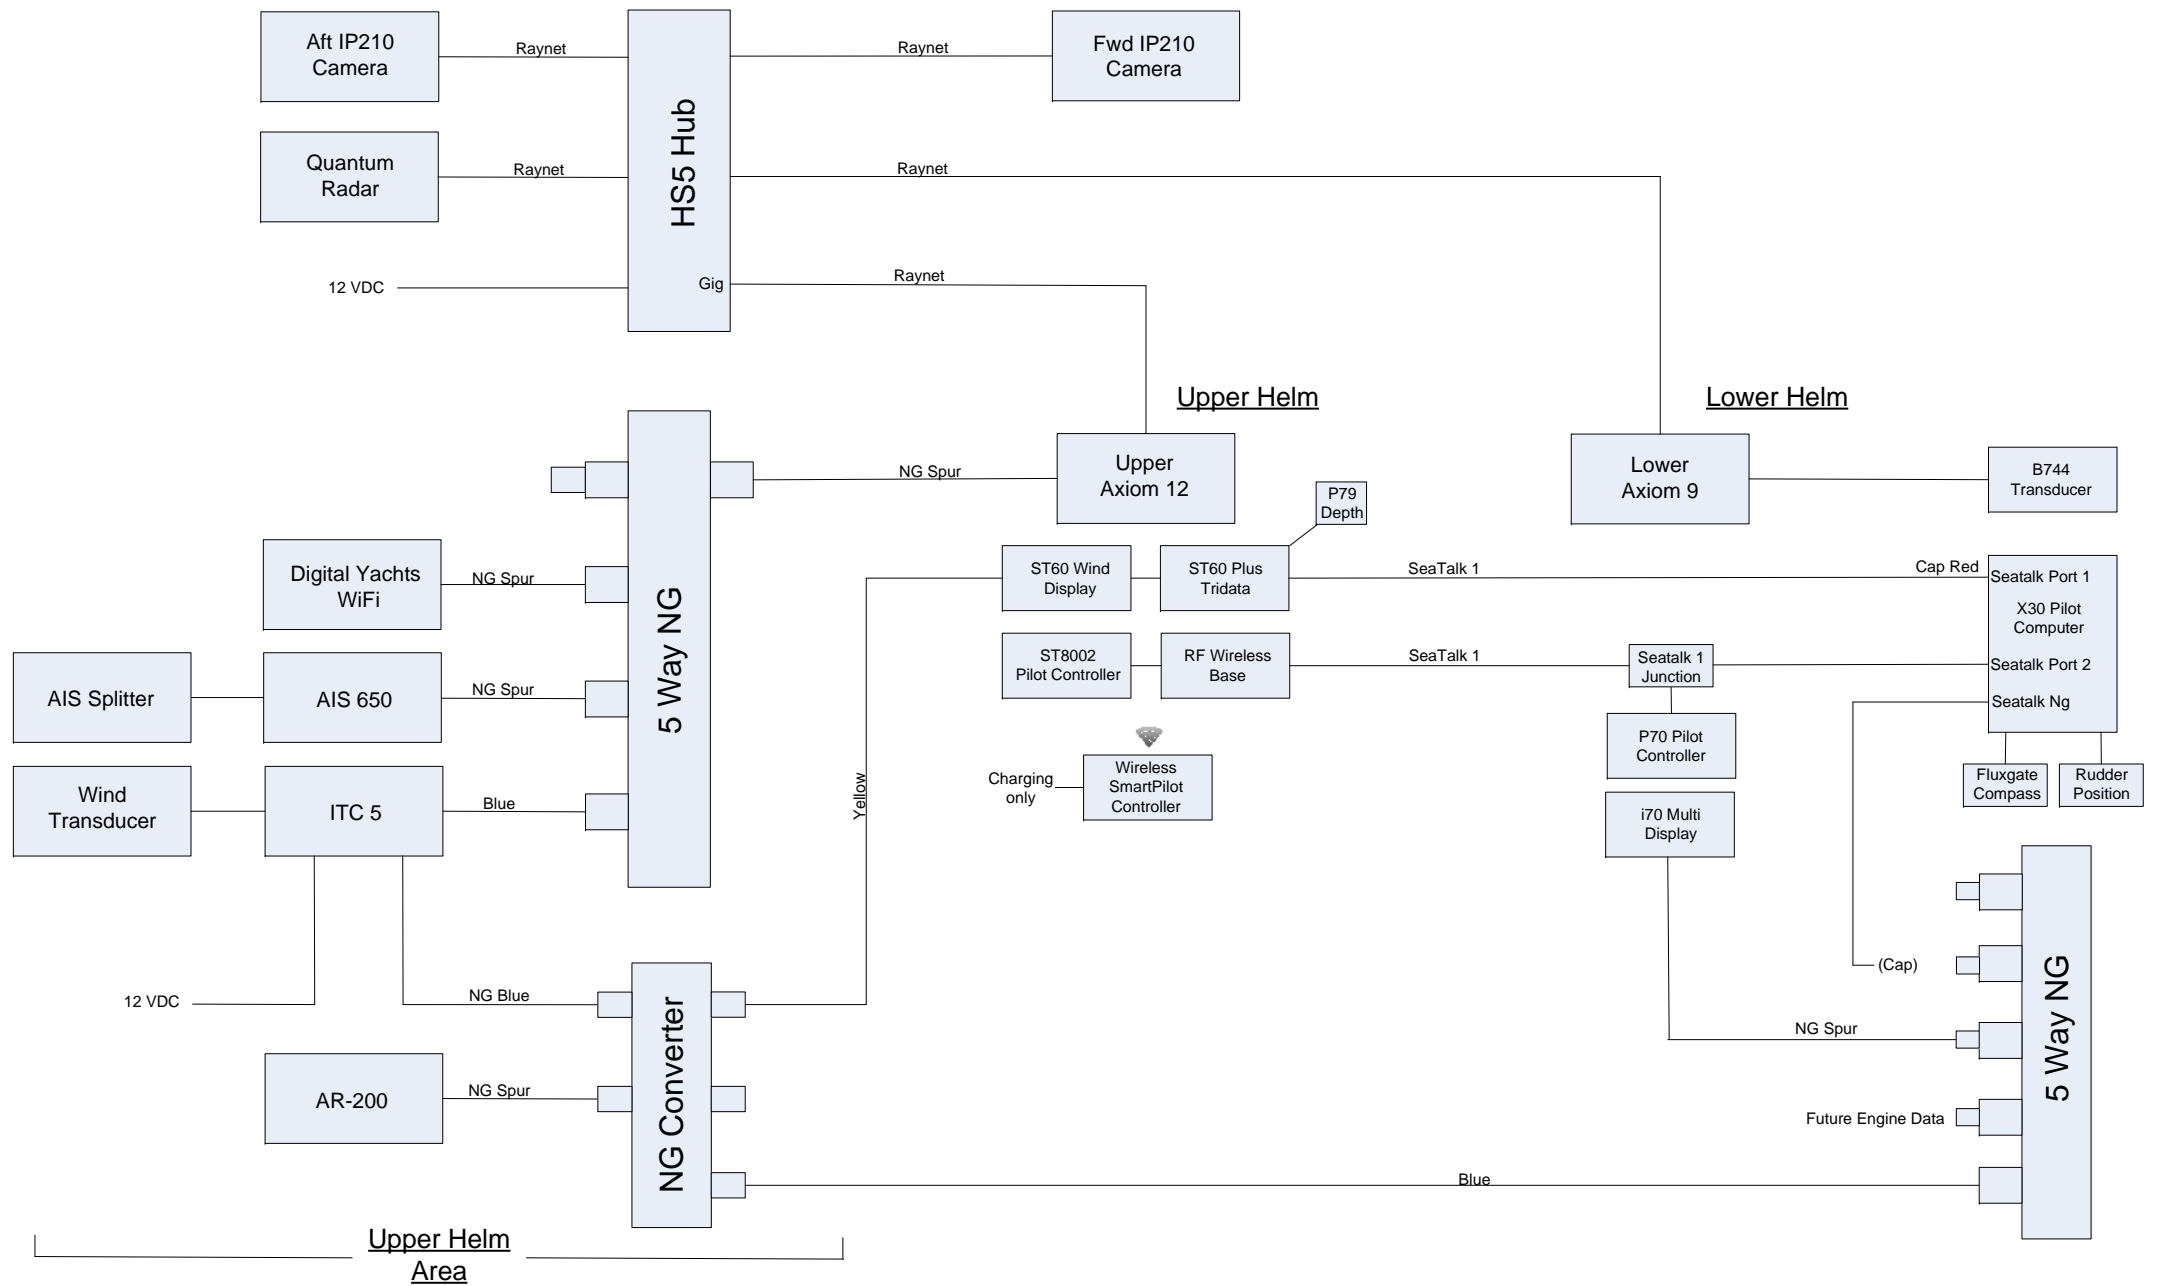 Aft IP210
Camera
Raynet
HS5 Hub
Raynet
Fwd IP210
Camera
Quantum
Radar
Raynet
Raynet
12 VDC
Gig
Raynet
Upper Helm
Lower Helm
5 Way NG
NG Spur
Upper
Axiom 12
Lower
Axiom 9
B744
Transducer
P79
Depth
Digital Yachts
WiFi
NG Spur
ST60 Wind
Display
ST60 Plus
Tridata
SeaTalk 1
Cap Red
Seatalk Port 1
X30 Pilot
Computer
Seatalk Port 2
Seatalk Ng
ST8002
Pilot Controller
RF Wireless
Base
SeaTalk 1
Seatalk 1
Junction
AIS Splitter
AIS 650
NG Spur
P70 Pilot
Controller
Fluxgate
Compass
Rudder
Position
Wind
Transducer
ITC 5
Blue
Yellow
Charging
only
Wireless
SmartPilot
Controller
i70 Multi
Display
(Cap)
5 Way NG
12 VDC
NG Blue
NG Converter
NG Spur
AR-200
NG Spur
Future Engine Data
Blue
Upper Helm
Area